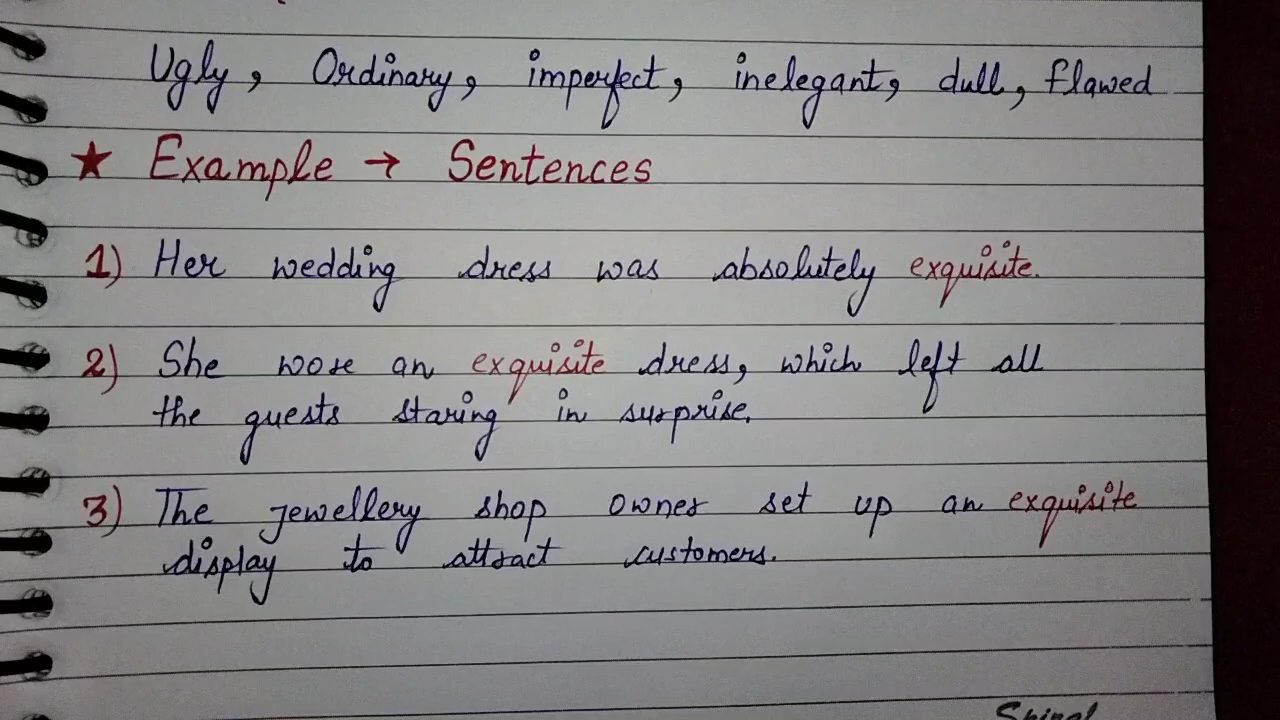 Ugly, Ordinary, imperfect, inelegant, dull, flawed
★ Example → Sentences
1) Her wedding dress was absolutely exquisite.
2) She wore an exquisite dress, which left all
the guests staring in surprise.
3) The jewellery shop owner set up an exquisite
display to attract customers.
Spiral